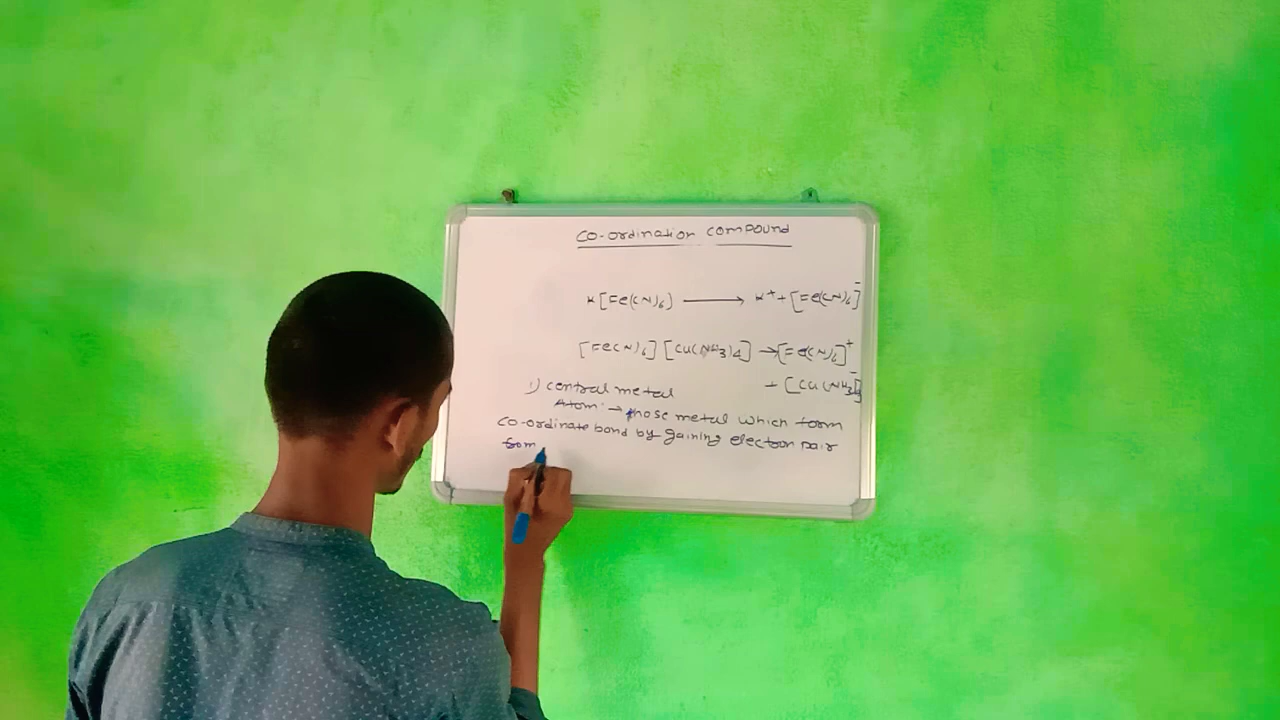 CO-ordination compound
K[Fe(CN)6) ⟶ K+ + [Fe(CN)6]-
[Fe(CN)6] [Cu(NH3)4] → [Fe(CN)6]+
+ [Cu(NH3)4]-
1) central metal
Atom: → those metal which form
CO-ordinate bond by gaining electron pair
from